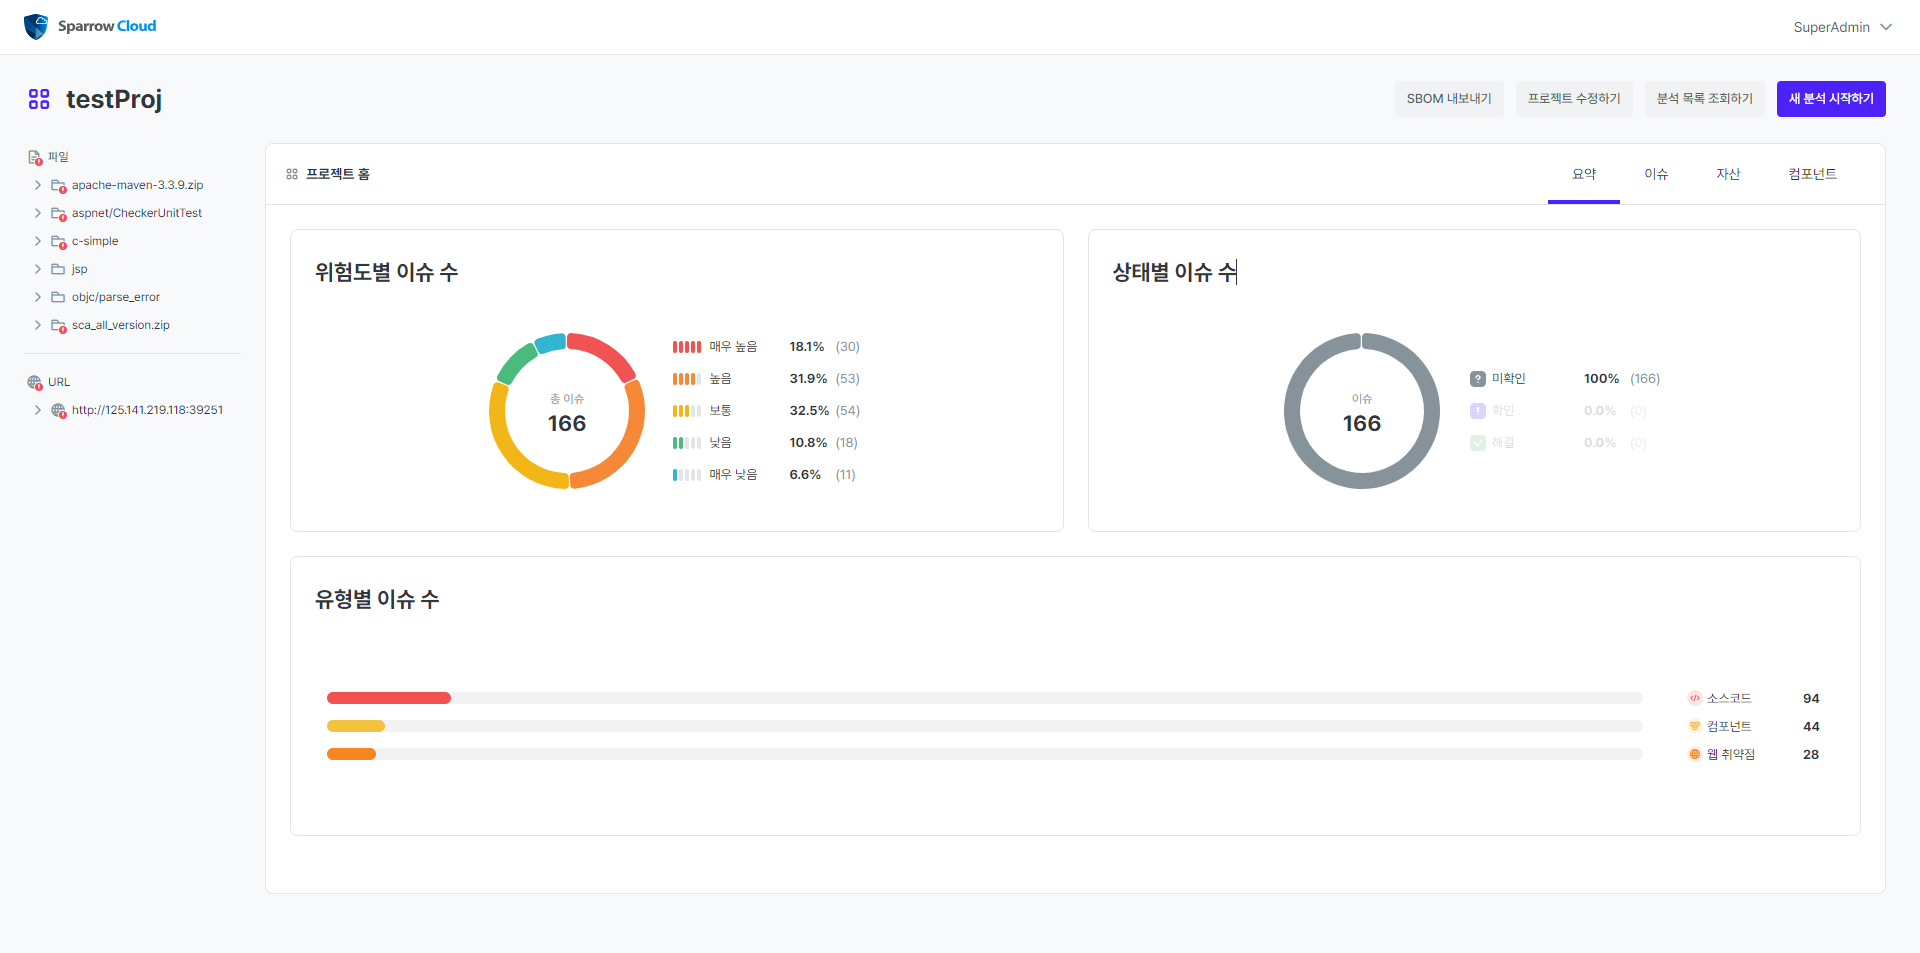 Sparrow Cloud
SuperAdmin
testProj
SBOM 내보내기
프로젝트 수정하기
분석 목록 조회하기
새 분석 시작하기
파일
apache-maven-3.3.9.zip
aspnet/CheckerUnitTest
c-simple
jsp
objc/parse_error
sca_all_version.zip
URL
http://125.141.219.118:39251
프로젝트 홈
요약
이슈
자산
컴포넌트
위험도별 이슈 수
총 이슈
166
매우 높음 18.1% (30)
높음 31.9% (53)
보통 32.5% (54)
낮음 10.8% (18)
매우 낮음 6.6% (11)
상태별 이슈 수
이슈
166
미확인 100% (166)
확인 0.0% (0)
해결 0.0% (0)
유형별 이슈 수
소스코드 94
컴포넌트 44
웹 취약점 28